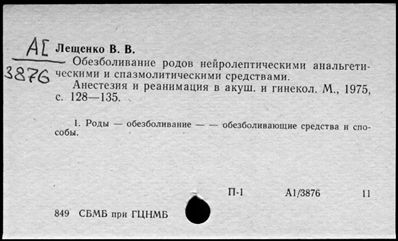 АI Лещенко В. В.
3876
— Обезболивание родов нейролептическими анальгети-
ческими и спазмолитическими средствами.
Анестезия и реанимация в акуш. и гинекол. М., 1975,
с. 128—135.
1. Роды — обезболивание — — обезболивающие средства и спо-
собы.
П-1 А1/3876 11
849 СБМБ при ГЦНМБ